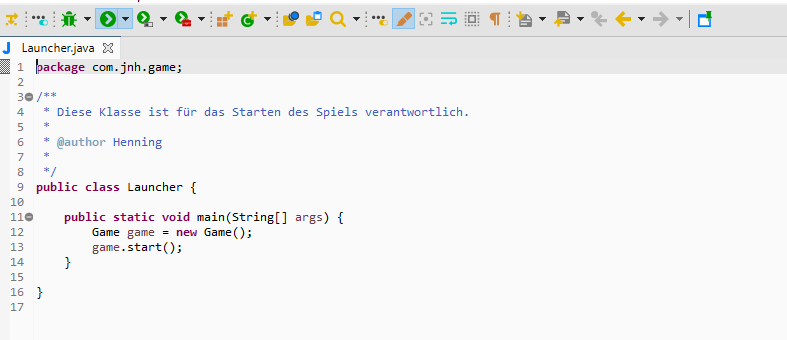 Launcher.java
1 package com.jnh.game;
2
3 /**
4 * Diese Klasse ist für das Starten des Spiels verantwortlich.
5 *
6 * @author Henning
7 *
8 */
9 public class Launcher {
10
11 public static void main(String[] args) {
12 Game game = new Game();
13 game.start();
14 }
15
16 }
17